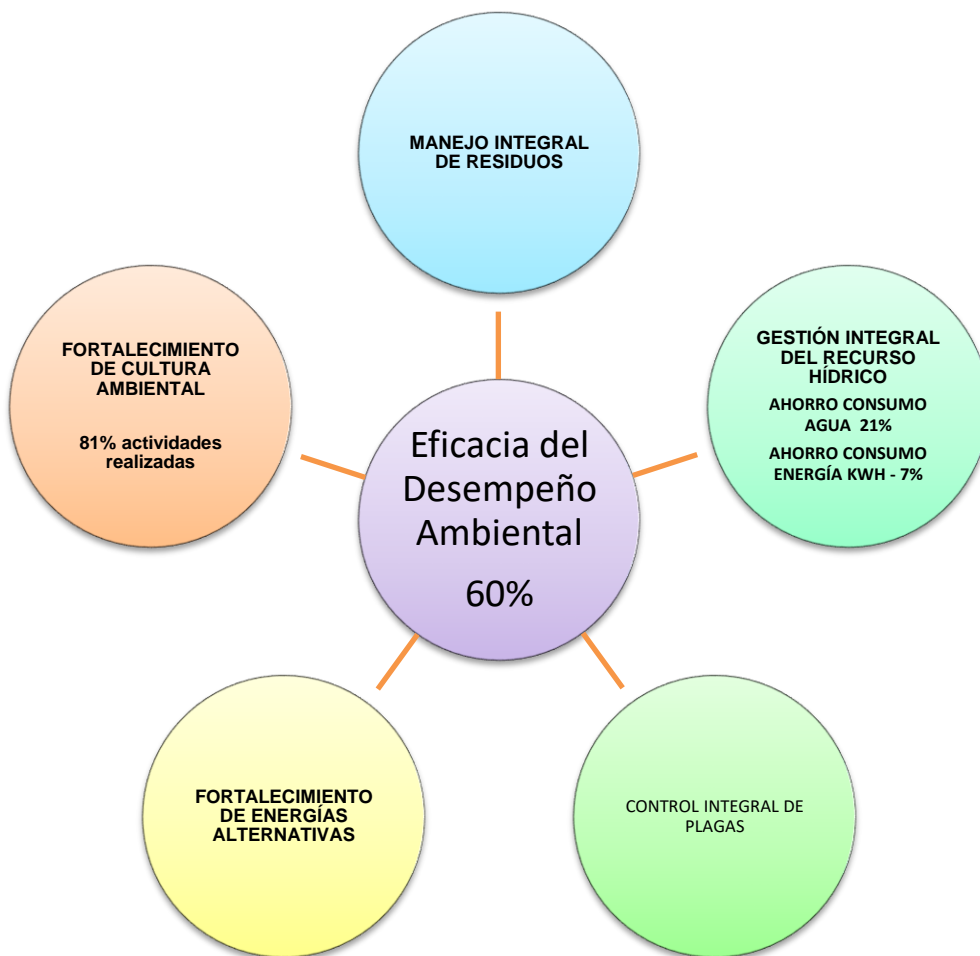 MANEJO INTEGRAL
DE RESIDUOS
FORTALECIMIENTO
DE CULTURA
AMBIENTAL
81% actividades
realizadas
GESTIÓN INTEGRAL
DEL RECURSO
HÍDRICO
AHORRO CONSUMO
AGUA 21%
AHORRO CONSUMO
ENERGÍA KWH - 7%
Eficacia del
Desempeño
Ambiental
60%
FORTALECIMIENTO
DE ENERGÍAS
ALTERNATIVAS
CONTROL INTEGRAL DE
PLAGAS